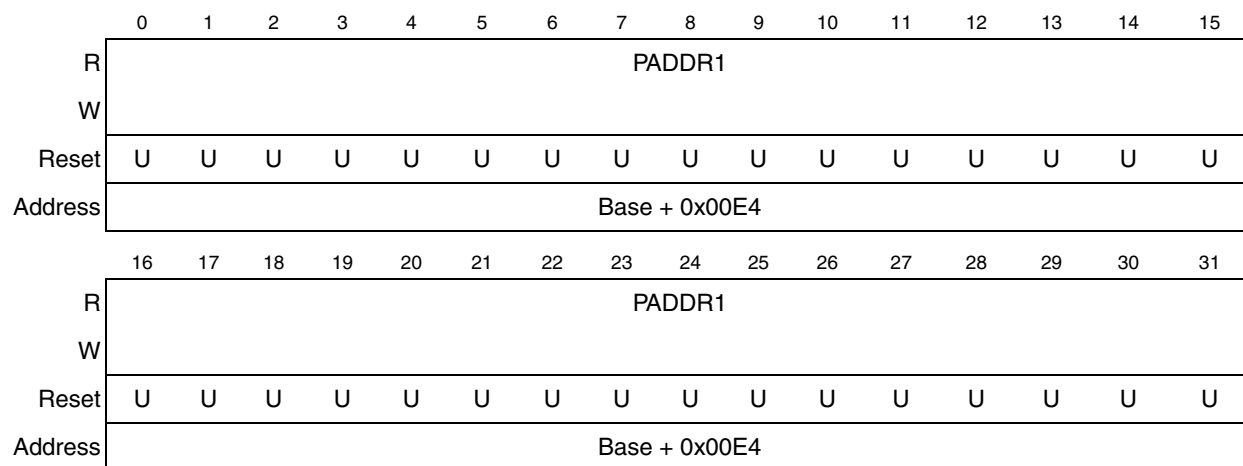 0 1 2 3 4 5 6 7 8 9 10 11 12 13 14 15
R PADDR1
W
Reset U U U U U U U U U U U U U U U U
Address Base + 0x00E4
16 17 18 19 20 21 22 23 24 25 26 27 28 29 30 31
R PADDR1
W
Reset U U U U U U U U U U U U U U U U
Address Base + 0x00E4